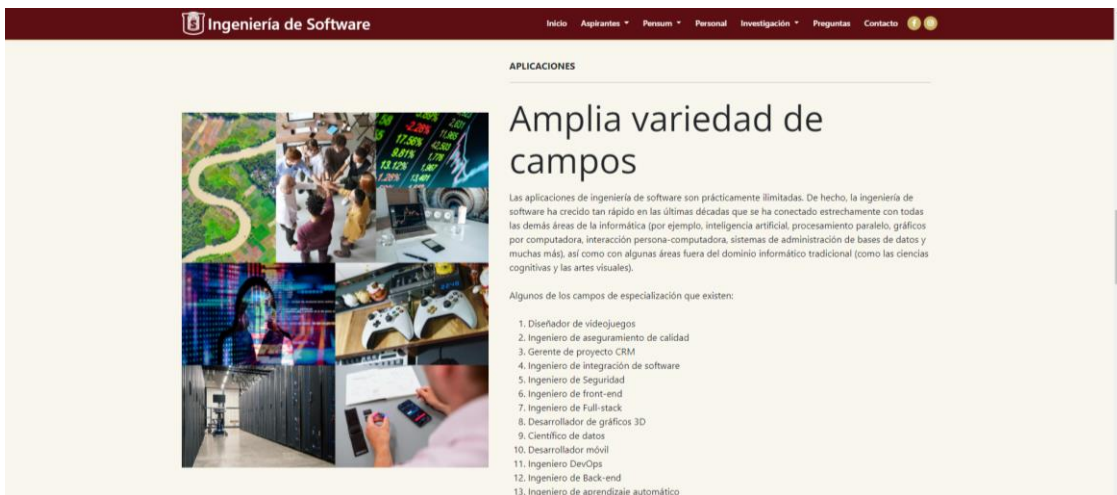 Ingeniería de Software
Inicio Aspirantes Pensum Personal Investigación Preguntas Contacto
APLICACIONES
Amplia variedad de
campos
Las aplicaciones de ingeniería de software son prácticamente ilimitadas. De hecho, la ingeniería de
software ha crecido tan rápido en las últimas décadas que se ha conectado estrechamente con todas
las demás áreas de la informática (por ejemplo, inteligencia artificial, procesamiento paralelo, gráficos
por computadora, interacción persona-computadora, sistemas de administración de bases de datos y
muchas más), así como con algunas áreas fuera del dominio informático tradicional (como las ciencias
cognitivas y las artes visuales).
Algunos de los campos de especialización que existen:
1. Diseñador de videojuegos
2. Ingeniero de aseguramiento de calidad
3. Gerente de proyecto CRM
4. Ingeniero de integración de software
5. Ingeniero de Seguridad
6. Ingeniero de front-end
7. Ingeniero de Full-stack
8. Desarrollador de gráficos 3D
9. Científico de datos
10. Desarrollador móvil
11. Ingeniero DevOps
12. Ingeniero de Back-end
13. Ingeniero de aprendizaje automático
-2.28%
17.56%
9.81%
13.12%